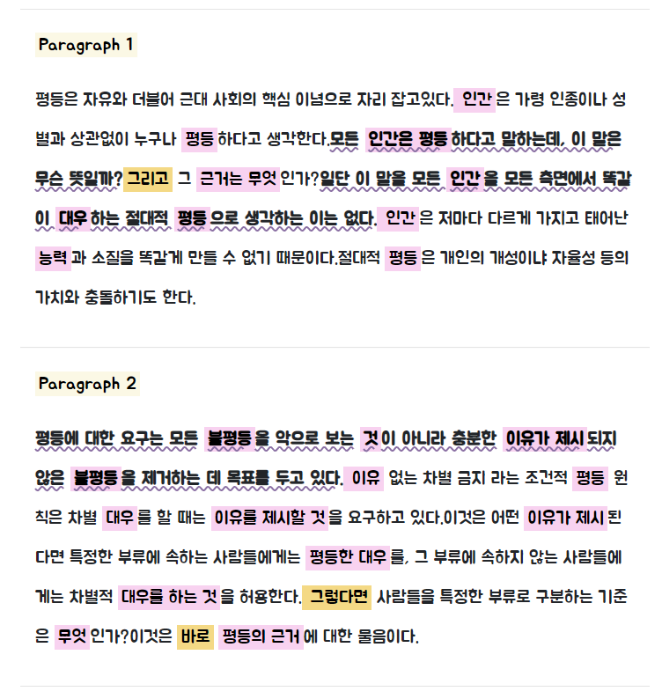 Paragraph 1
평등은 자유와 더불어 근대 사회의 핵심 이념으로 자리 잡고있다. 인간은 가령 인종이나 성
별과 상관없이 누구나 평등하다고 생각한다.모든 인간은 평등하다고 말하는데, 이 말은
무슨 뜻일까?그리고 그 근거는 무엇인가?일단 이 말을 모든 인간을 모든 측면에서 똑같
이 대우하는 절대적 평등으로 생각하는 이는 없다. 인간은 저마다 다르게 가지고 태어난
능력과 소질을 똑같게 만들 수 없기 때문이다.절대적 평등은 개인의 개성이냐 자율성 등의
가치와 충돌하기도 한다.
Paragraph 2
평등에 대한 요구는 모든 불평등을 악으로 보는 것이 아니라 충분한 이유가 제시되지
않은 불평등을 제거하는 데 목표를 두고 있다. 이유 없는 차별 금지 라는 조건적 평등 원
칙은 차별 대우를 할 때는 이유를 제시할 것을 요구하고 있다.이것은 어떤 이유가 제시된
다면 특정한 부류에 속하는 사람들에게는 평등한 대우를, 그 부류에 속하지 않는 사람들에
게는 차별적 대우를 하는 것을 허용한다. 그렇다면 사람들을 특정한 부류로 구분하는 기준
은 무엇인가?이것은 바로 평등의 근거에 대한 물음이다.